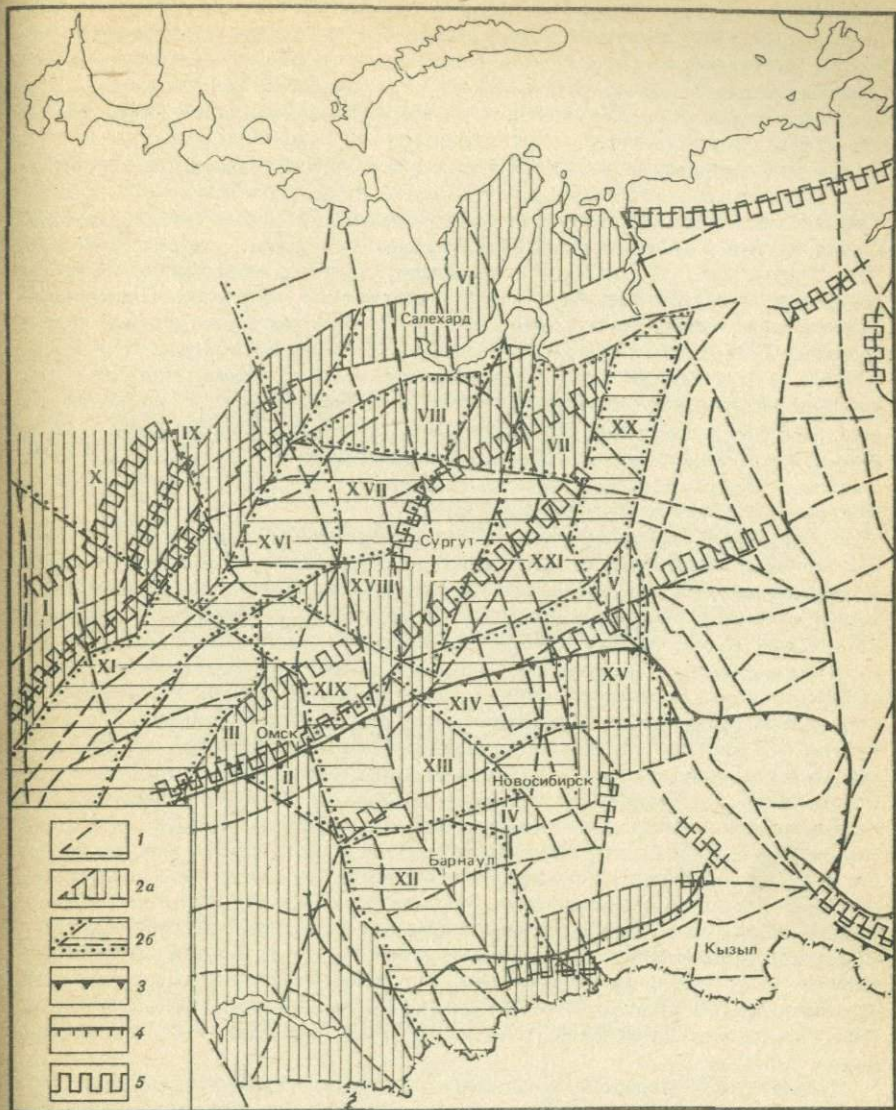 VI
Салехард
VIII
VII
XX
IX
X
XVII
XVI
Сургут
XXI
XVIII
V
I
XI
XIX
XIV
XV
III
Омск
II
XIII
Новосибирск
IV
Барнаул
XII
Кызыл
1
2а
2б
3
4
5